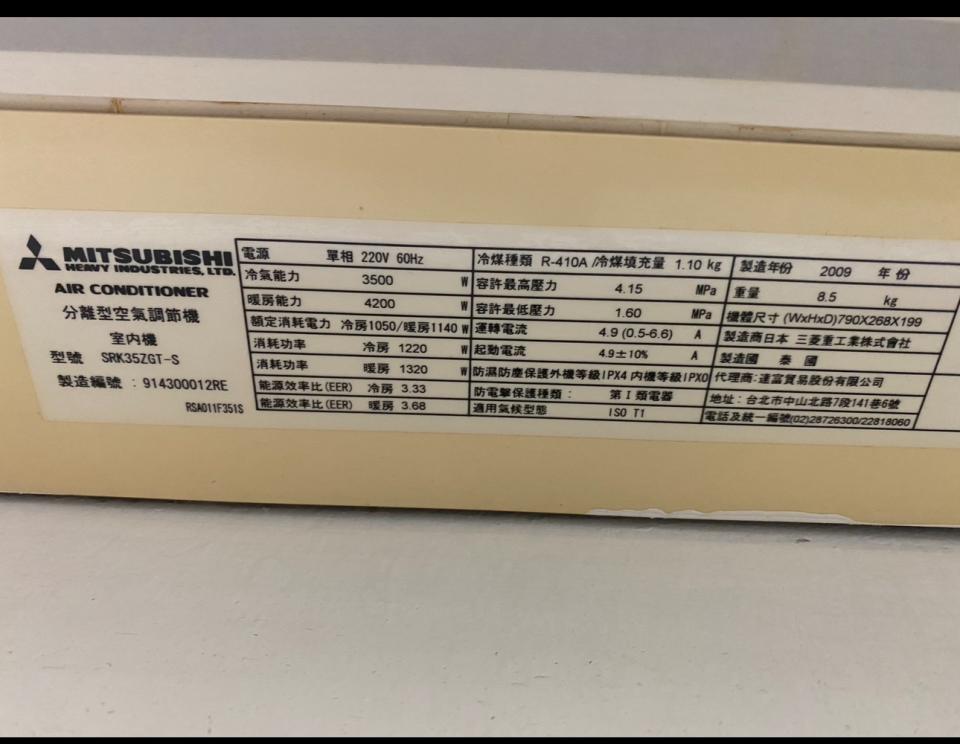 MITSUBISHI
HEAVY INDUSTRIES, LTD.
AIR CONDITIONER
分離型空氣調節機
室內機
型號 SRK35ZGT-S
製造編號 : 914300012RE
RSA011F351S
電源 單相 220V 60Hz
冷氣能力 3500 W
暖房能力 4200 W
額定消耗電力 冷房1050/暖房1140 W
消耗功率 冷房 1220 W
消耗功率 暖房 1320 W
能源效率比(EER) 冷房 3.33
能源效率比(EER) 暖房 3.68
冷煤種類 R-410A /冷煤填充量 1.10 kg
容許最高壓力 4.15 MPa
容許最低壓力 1.60 MPa
運轉電流 4.9 (0.5-6.6) A
起動電流 4.9±10% A
防濕防塵保護外機等級IPX4 內機等級IPX0
防電擊保護種類： 第 I 類電器
適用氣候型態 ISO T1
製造年份 2009 年 份
重量 8.5 kg
機體尺寸 (WxHxD)790X268X199
製造商日本 三菱重工業株式會社
製造國 泰 國
代理商:達富貿易股份有限公司
地址: 台北市中山北路7段141巷6號
電話及統一編號(02)28726300/22818060